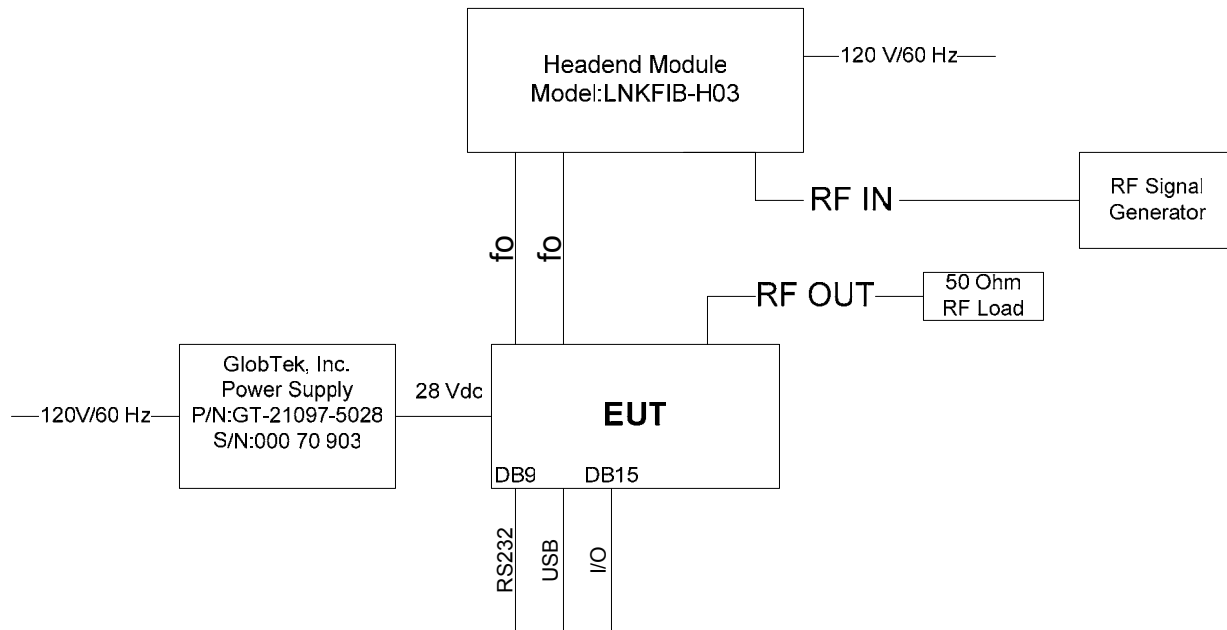 Headend Module
Model:LNKFIB-H03
120 V/60 Hz
RF IN
RF Signal
Generator
fo
fo
RF OUT
50 Ohm
RF Load
GlobTek, Inc.
Power Supply
P/N:GT-21097-5028
S/N:000 70 903
120V/60 Hz
28 Vdc
EUT
DB9
DB15
RS232
USB
I/O